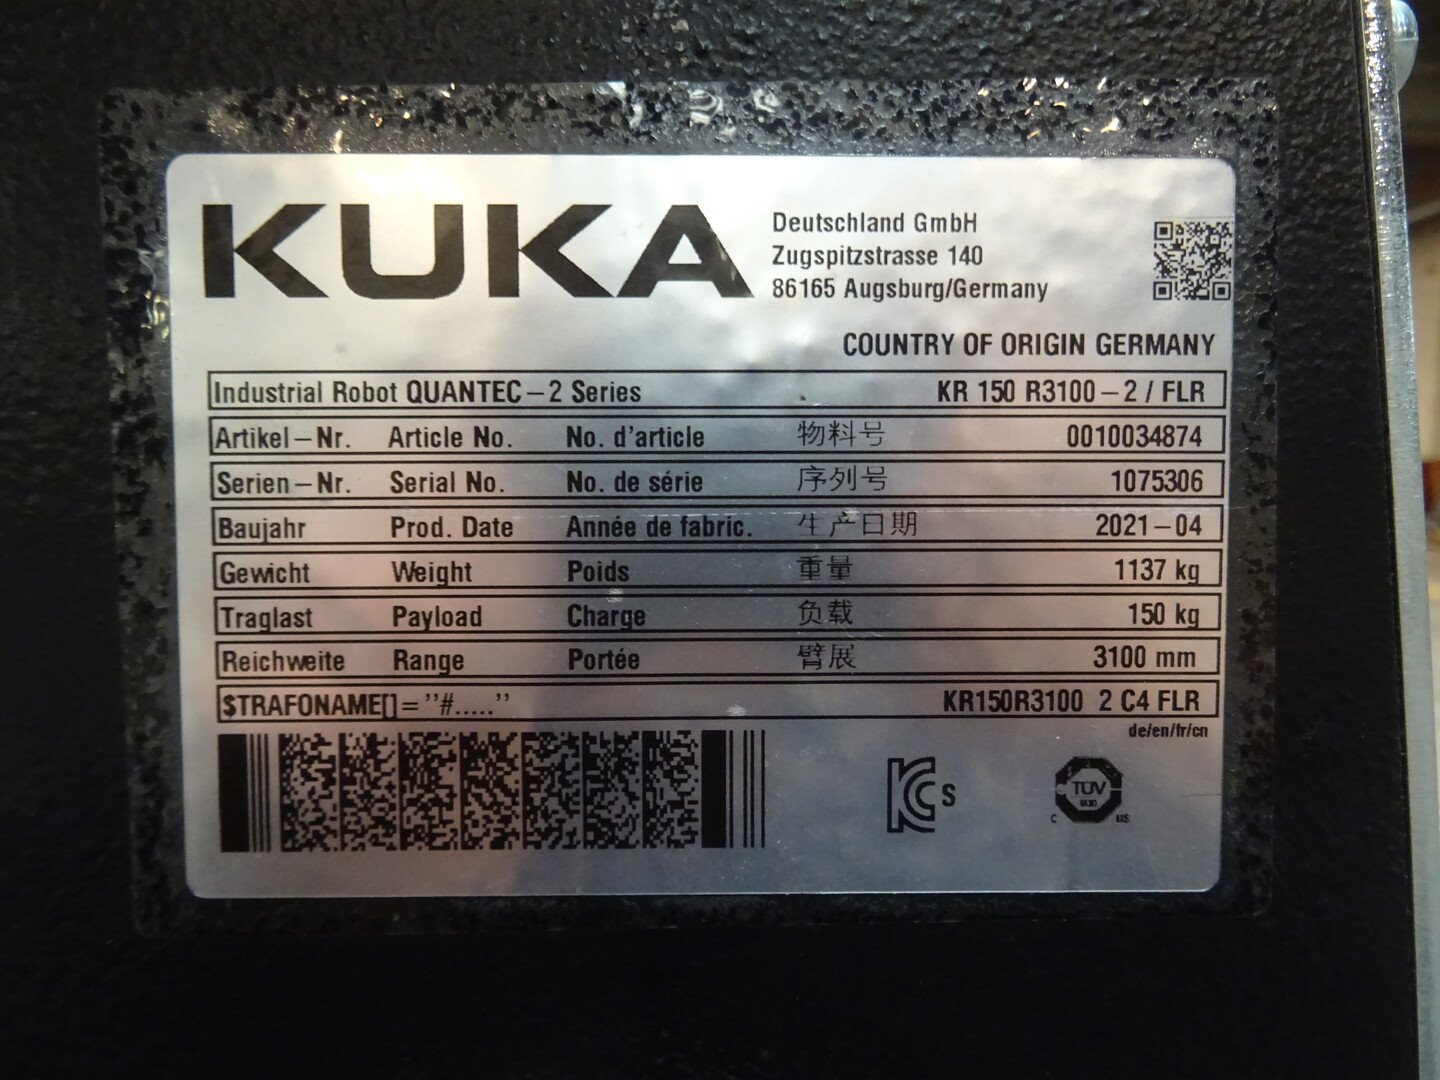 KUKA
Deutschland GmbH
Zugspitzstrasse 140
86165 Augsburg/Germany
COUNTRY OF ORIGIN GERMANY
Industrial Robot QUANTEC-2 Series KR 150 R3100-2 / FLR
Artikel-Nr. Article No. No. d'article 物料号 0010034874
Serien-Nr. Serial No. No. de série 序列号 1075306
Baujahr Prod. Date Année de fabric. 生产日期 2021-04
Gewicht Weight Poids 重量 1137 kg
Traglast Payload Charge 负载 150 kg
Reichweite Range Portée 臂展 3100 mm
$TRAFONAME[]="#....." KR150R3100 2 C4 FLR
de/en/fr/cn
KC s
TÜV
SÜD
C US